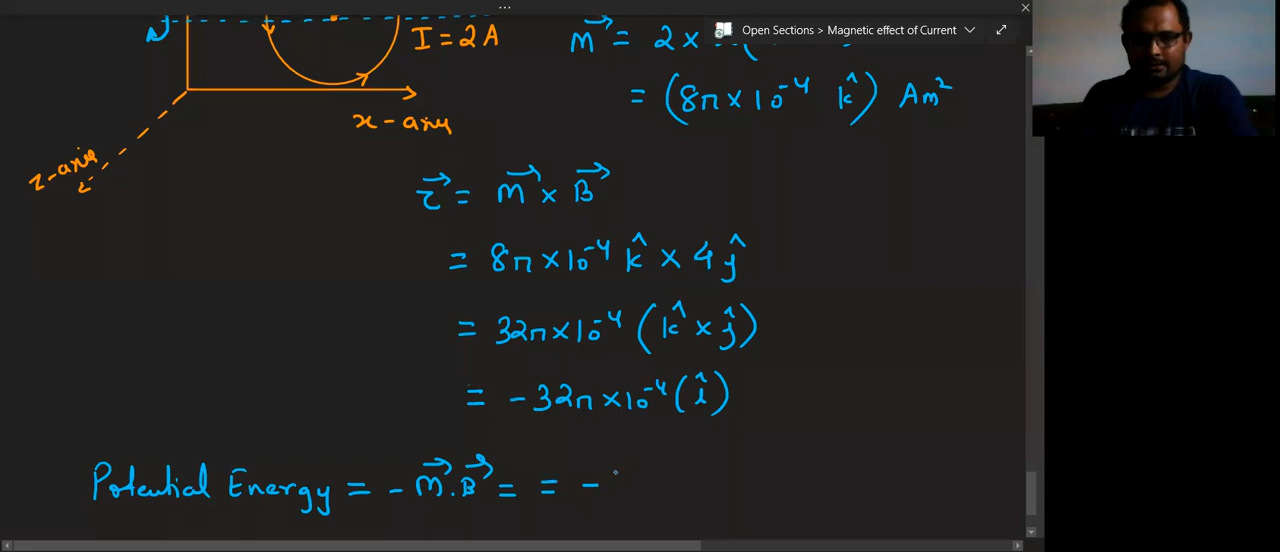 Open Sections > Magnetic effect of Current
N
I = 2A
x - axis
z-axis
m⃗ = 2 ×
= (8π × 10⁻⁴ k̂) Am²
τ⃗ = m⃗ × B⃗
= 8π × 10⁻⁴ k̂ × 4 ĵ
= 32π × 10⁻⁴ (k̂ × ĵ)
= - 32π × 10⁻⁴ (î)
Potential Energy = - m⃗ . B⃗ = = -